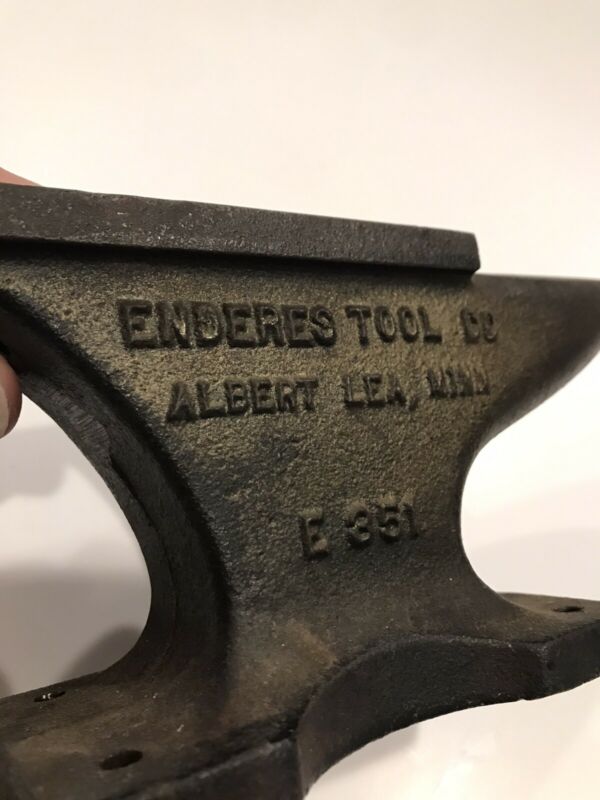 ENDERES TOOL CO
ALBERT LEA, MINN
E 351